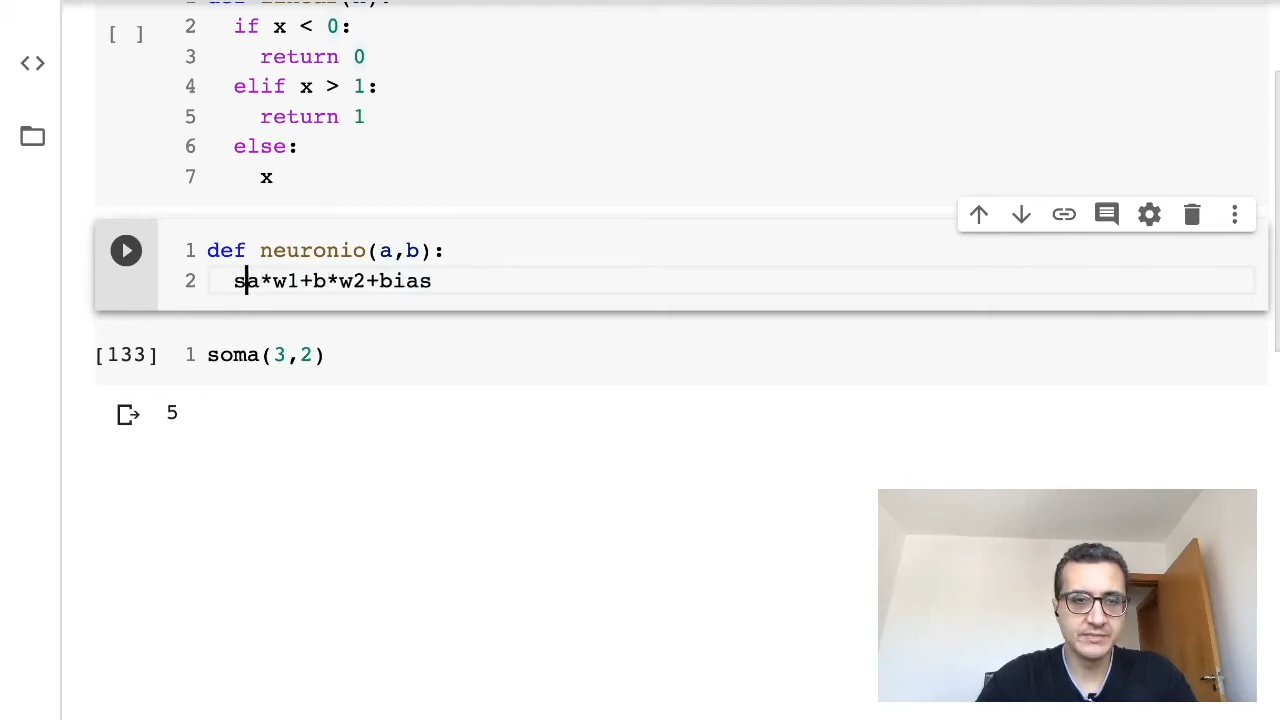 [ ]
2 if x < 0:
3 return 0
4 elif x > 1:
5 return 1
6 else:
7 x
1 def neuronio(a,b):
2 sa*w1+b*w2+bias
[133] 1 soma(3,2)
5